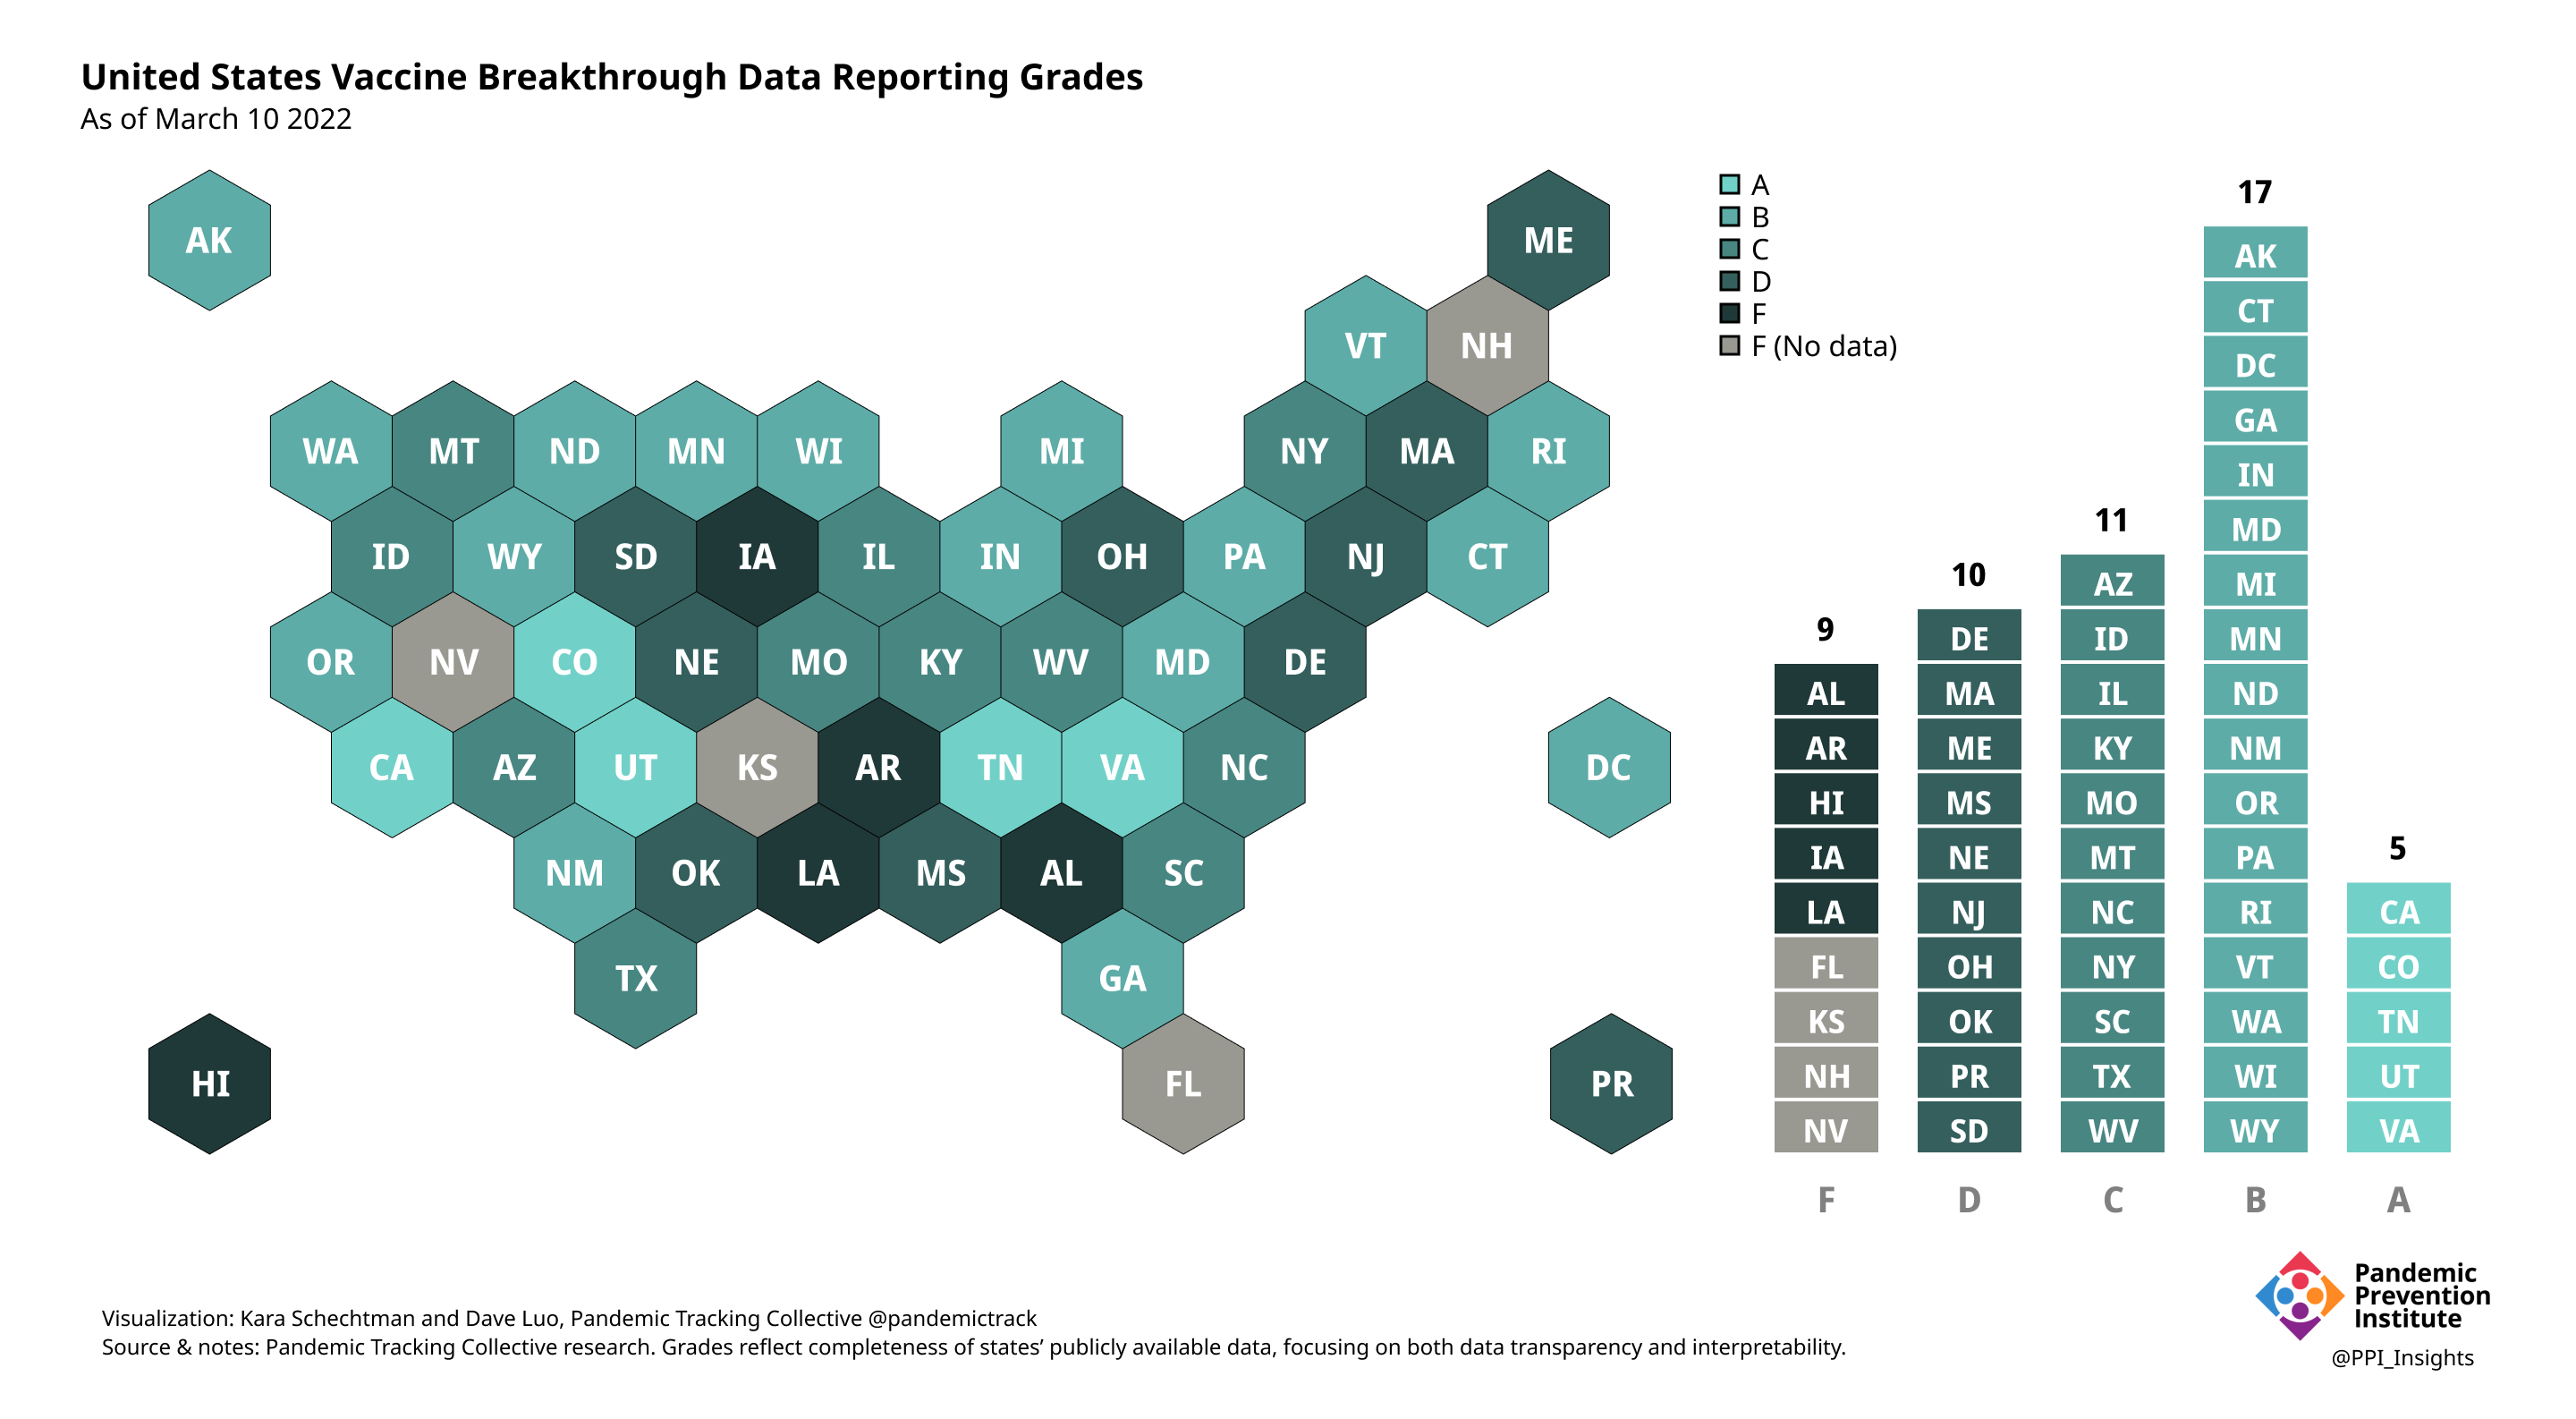 United States Vaccine Breakthrough Data Reporting Grades
As of March 10 2022
AK
ME
VT
NH
WA
MT
ND
MN
WI
MI
NY
MA
RI
ID
WY
SD
IA
IL
IN
OH
PA
NJ
CT
OR
NV
CO
NE
MO
KY
WV
MD
DE
CA
AZ
UT
KS
AR
TN
VA
NC
DC
NM
OK
LA
MS
AL
SC
TX
GA
HI
FL
PR
A
B
C
D
F
F (No data)
9
AL
AR
HI
IA
LA
FL
KS
NH
NV
F
10
DE
MA
ME
MS
NE
NJ
OH
OK
PR
SD
D
11
AZ
ID
IL
KY
MO
MT
NC
NY
SC
TX
WV
C
17
AK
CT
DC
GA
IN
MD
MI
MN
ND
NM
OR
PA
RI
VT
WA
WI
WY
B
5
CA
CO
TN
UT
VA
A
Visualization: Kara Schechtman and Dave Luo, Pandemic Tracking Collective @pandemictrack
Source & notes: Pandemic Tracking Collective research. Grades reflect completeness of states’ publicly available data, focusing on both data transparency and interpretability.
Pandemic
Prevention
Institute
@PPI_Insights